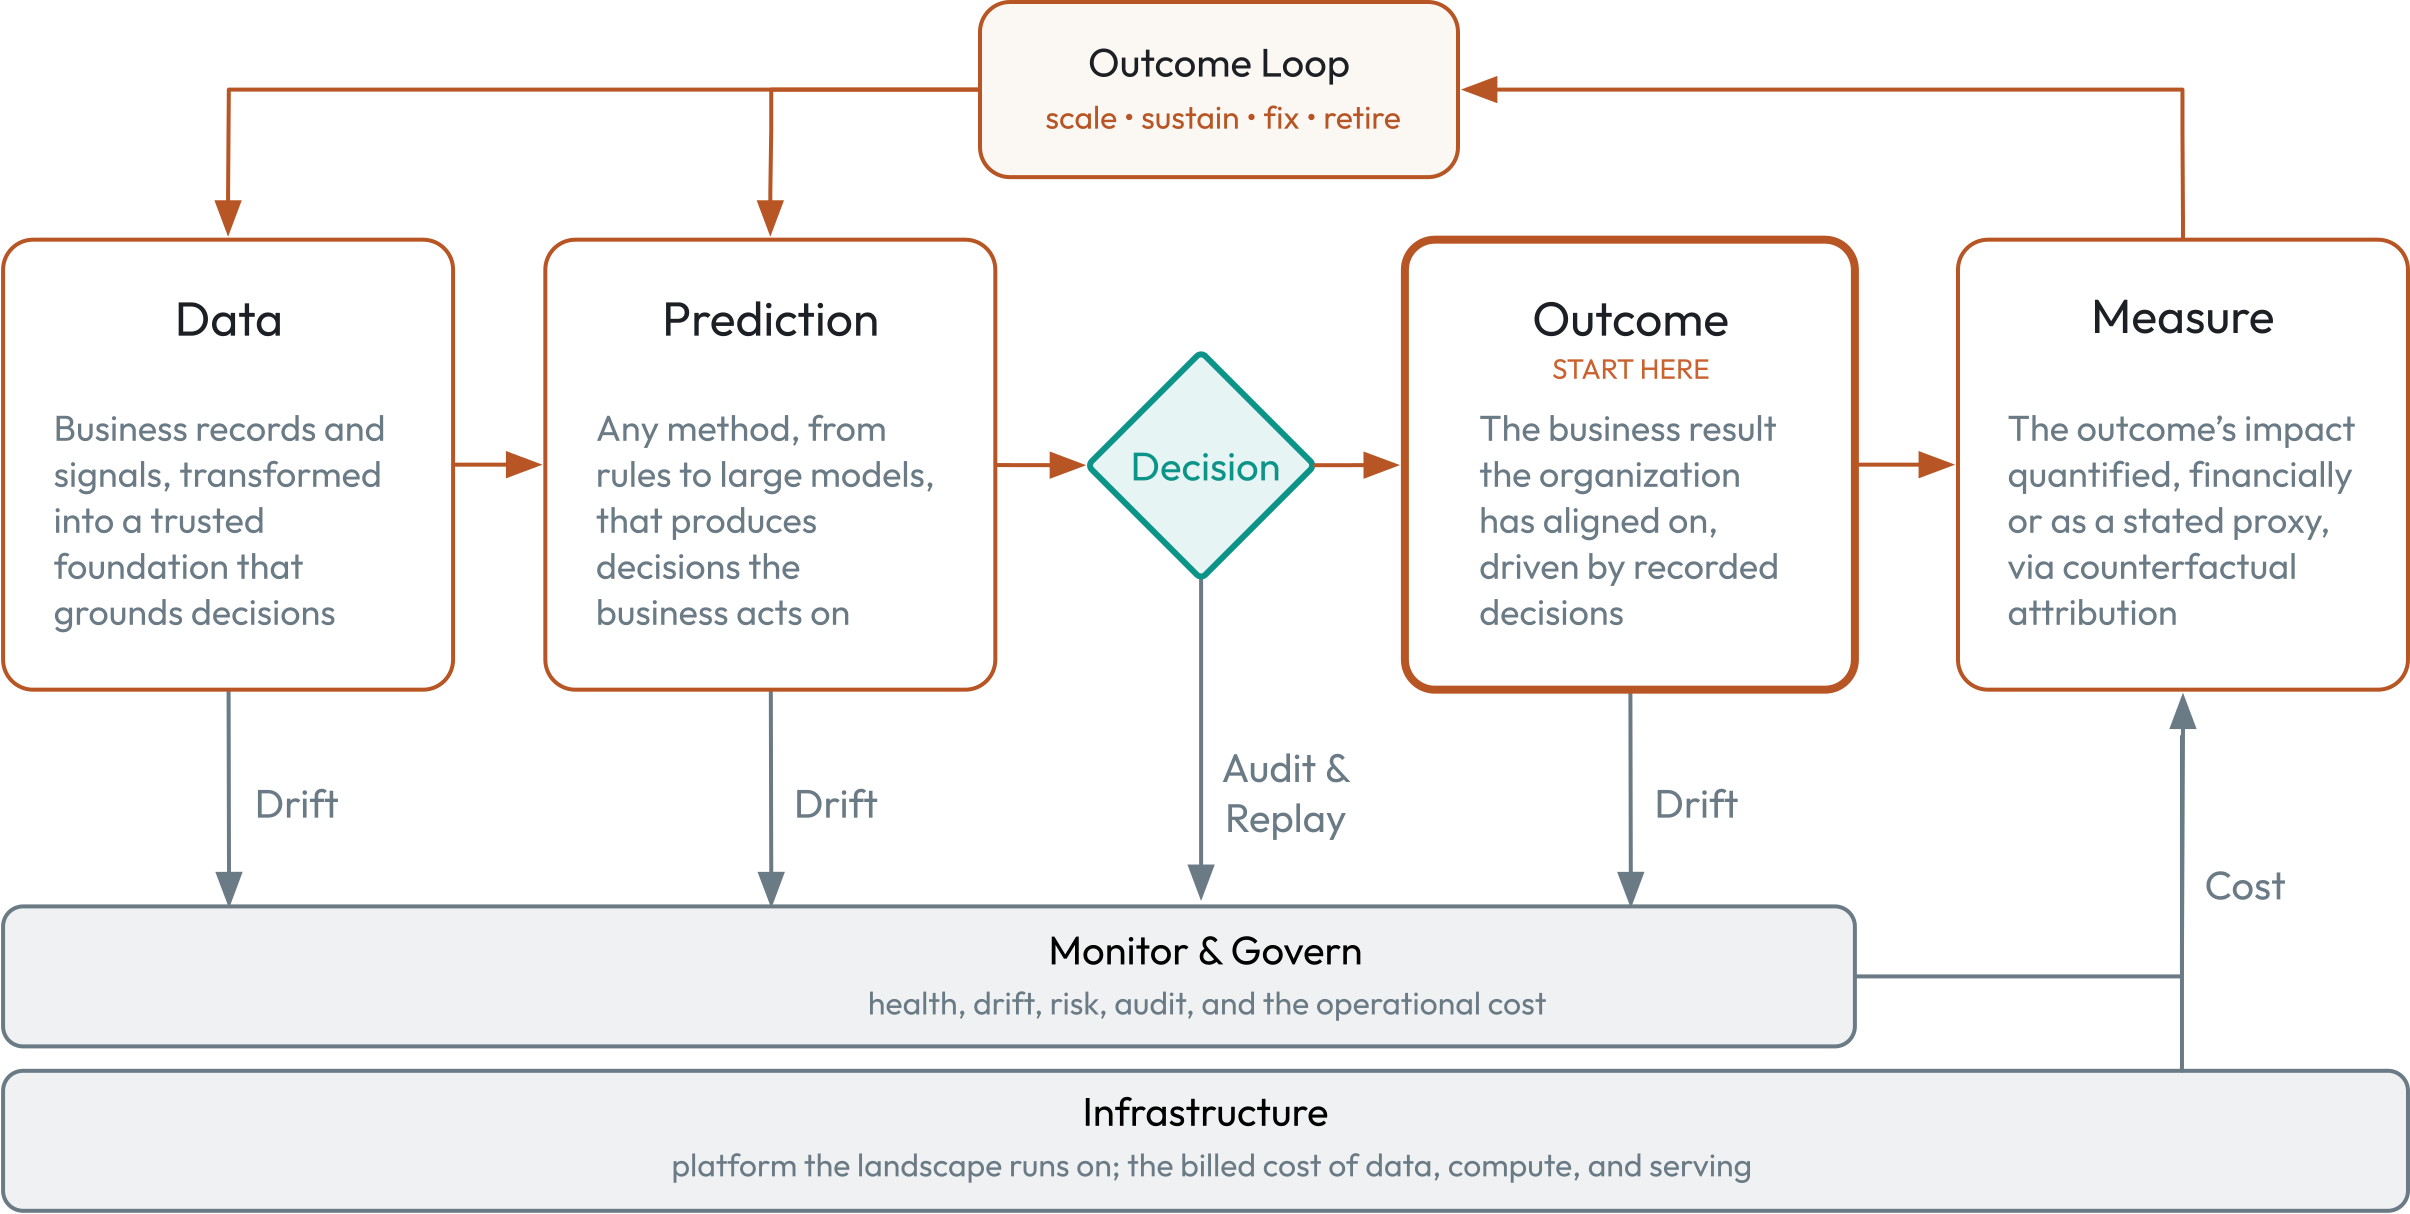 Outcome Loop
scale • sustain • fix • retire
Data
Business records and
signals, transformed
into a trusted
foundation that
grounds decisions
Prediction
Any method, from
rules to large models,
that produces
decisions the
business acts on
Decision
Outcome
START HERE
The business result
the organization
has aligned on,
driven by recorded
decisions
Measure
The outcome’s impact
quantified, financially
or as a stated proxy,
via counterfactual
attribution
Drift
Drift
Audit &
Replay
Drift
Cost
Monitor & Govern
health, drift, risk, audit, and the operational cost
Infrastructure
platform the landscape runs on; the billed cost of data, compute, and serving